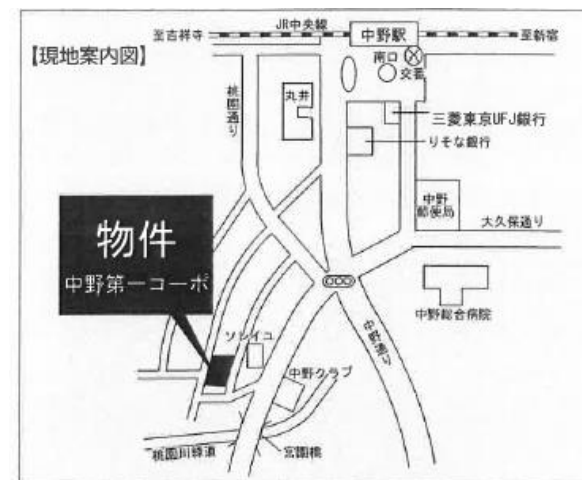 JR中央線
中野駅
至吉祥寺
至新宿
【現地案内図】
南口
交番
丸井
桃園通り
三菱東京UFJ銀行
りそな銀行
中野
郵便局
大久保通り
物件
中野第一コーポ
中野総合病院
ソレイユ
中野通り
中野クラブ
桃園川緑道
宮園橋